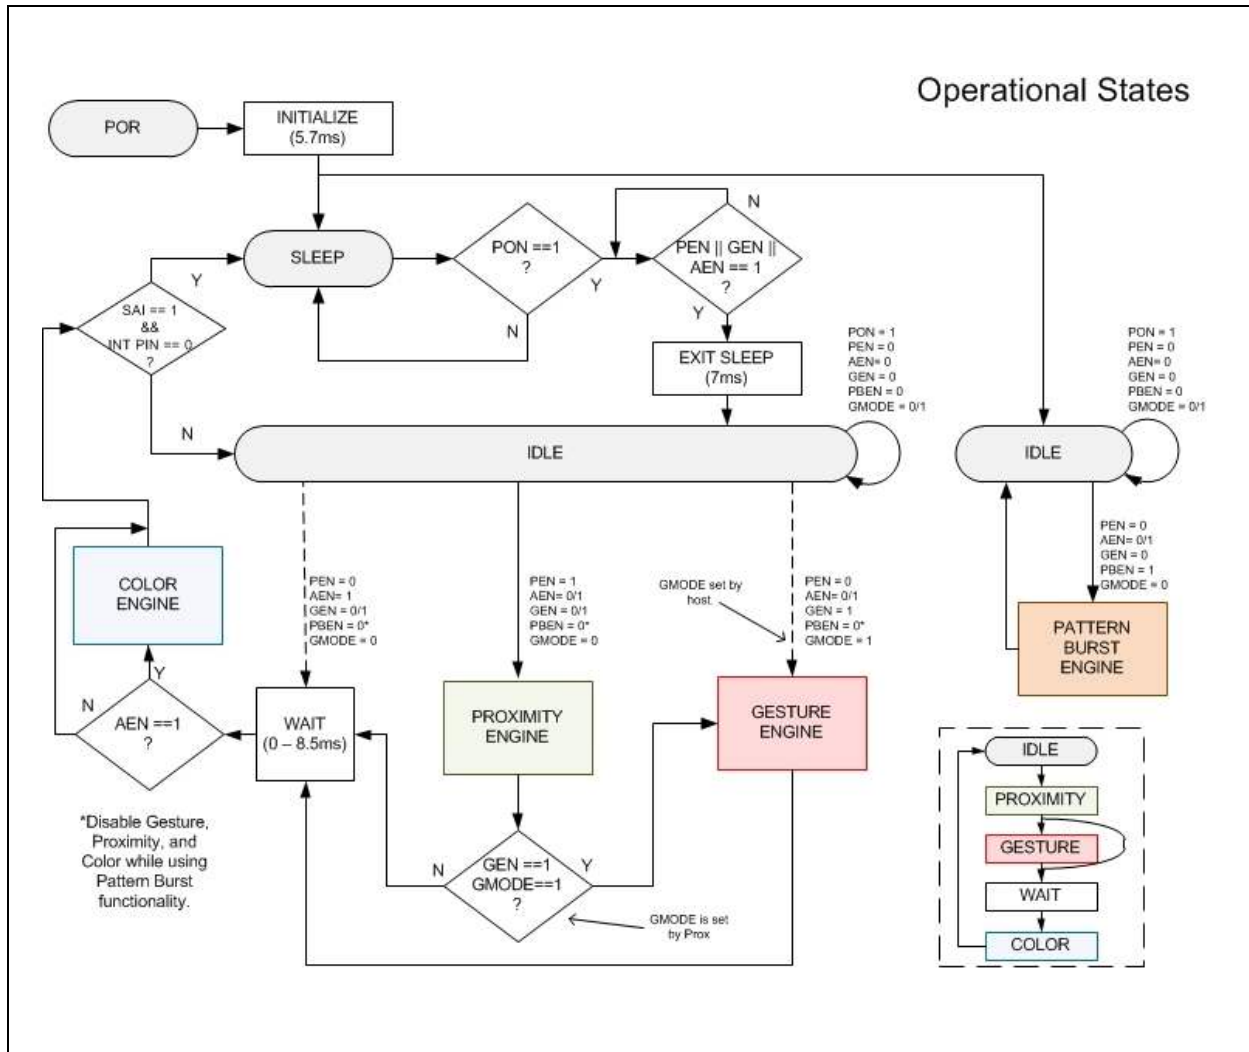 Operational States
POR
INITIALIZE
(5.7ms)
N
SLEEP
PON ==1
?
Y
N
PEN || GEN ||
AEN == 1
?
Y
Y
SAI == 1
&&
INT PIN == 0
?
N
EXIT SLEEP
(7ms)
PON = 1
PEN = 0
AEN= 0
GEN = 0
PBEN = 0
GMODE = 0/1
PON = 1
PEN = 0
AEN= 0
GEN = 0
PBEN = 0
GMODE = 0/1
IDLE
IDLE
COLOR
ENGINE
PEN = 0
AEN= 1
GEN = 0/1
PBEN = 0*
GMODE = 0
PEN = 1
AEN= 0/1
GEN = 0/1
PBEN = 0*
GMODE = 0
GMODE set by
host.
PEN = 0
AEN= 0/1
GEN = 1
PBEN = 0*
GMODE = 1
PEN = 0
AEN= 0/1
GEN = 0
PBEN = 1
GMODE = 0
PATTERN
BURST
ENGINE
Y
N
AEN ==1
?
WAIT
(0 – 8.5ms)
PROXIMITY
ENGINE
GESTURE
ENGINE
*Disable Gesture,
Proximity, and
Color while using
Pattern Burst
functionality.
N
GEN ==1
GMODE==1
?
Y
GMODE is set
by Prox
IDLE
PROXIMITY
GESTURE
WAIT
COLOR